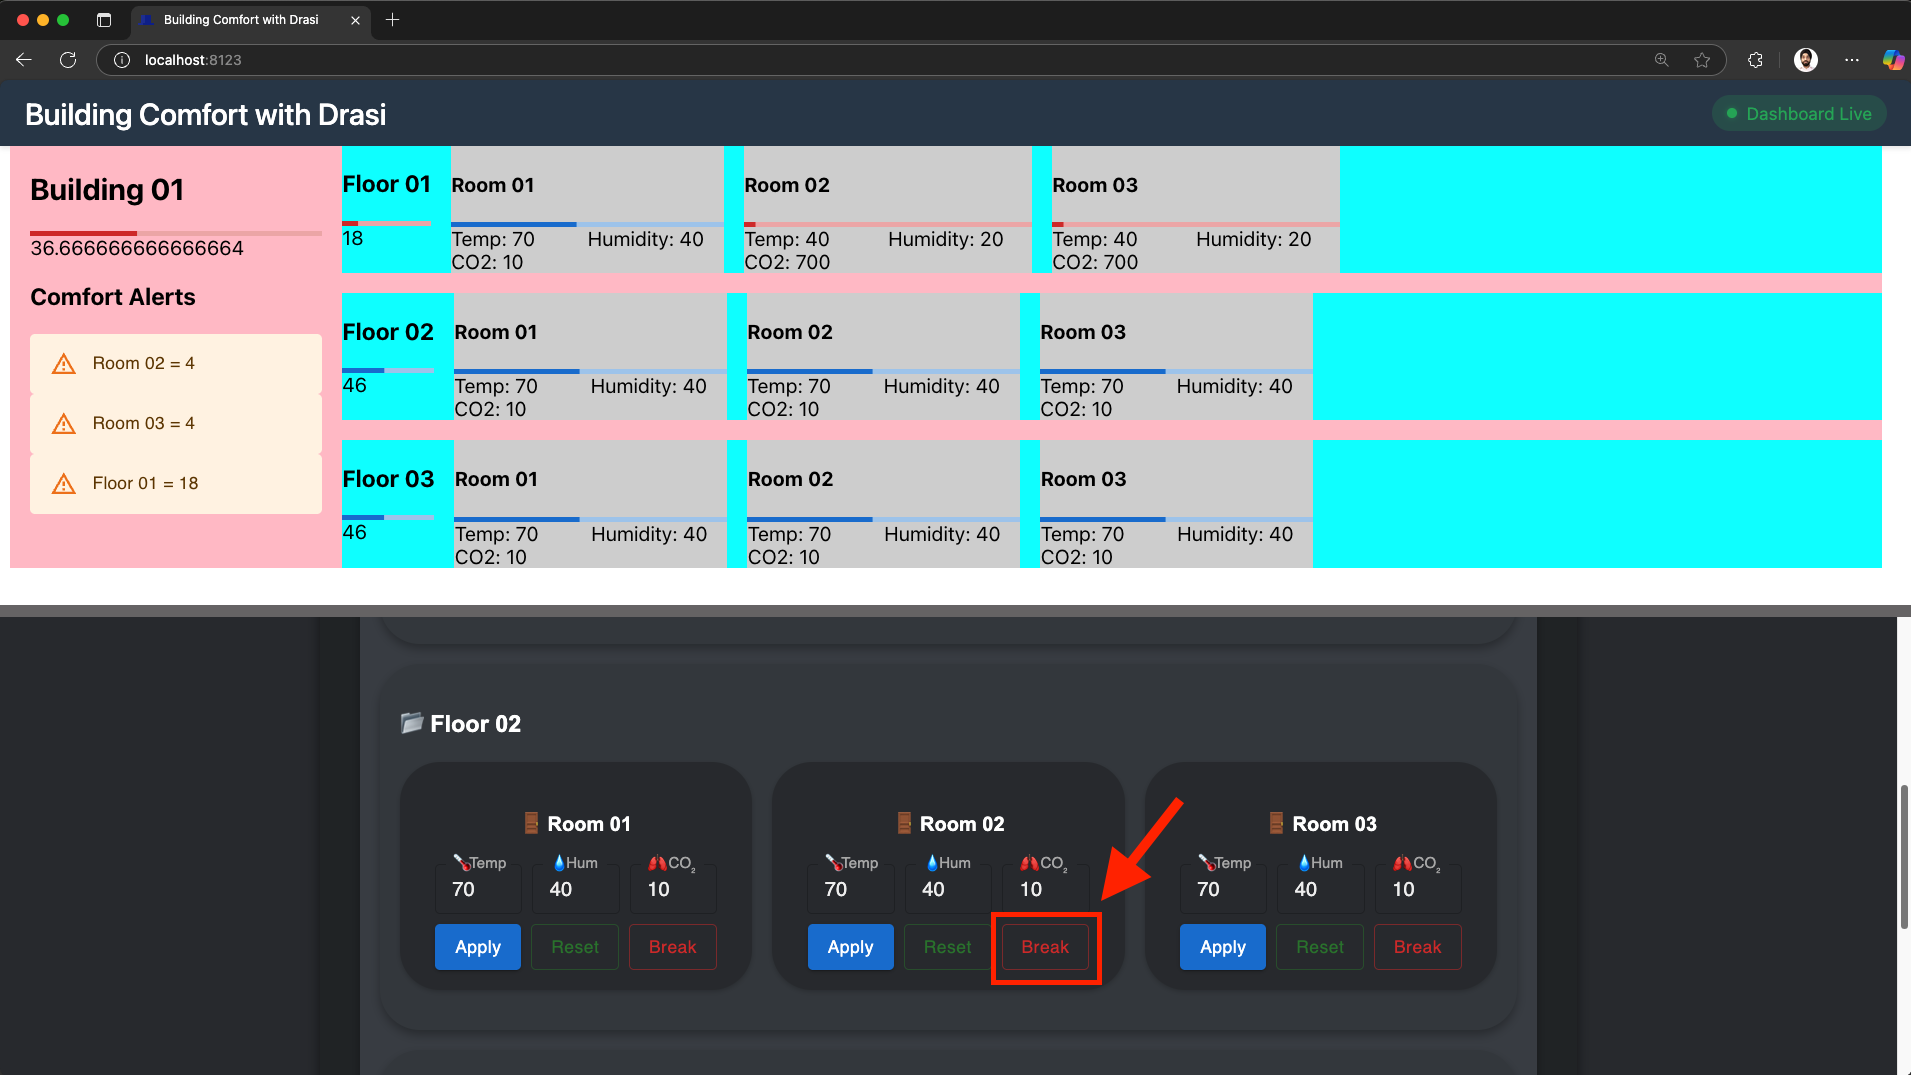 Building Comfort with Drasi
localhost:8123
Building Comfort with Drasi
Dashboard Live
Building 01
36.666666666666664
Comfort Alerts
Room 02 = 4
Room 03 = 4
Floor 01 = 18
Floor 01
18
Room 01
Temp: 70 Humidity: 40
CO2: 10
Room 02
Temp: 40 Humidity: 20
CO2: 700
Room 03
Temp: 40 Humidity: 20
CO2: 700
Floor 02
46
Room 01
Temp: 70 Humidity: 40
CO2: 10
Room 02
Temp: 70 Humidity: 40
CO2: 10
Room 03
Temp: 70 Humidity: 40
CO2: 10
Floor 03
46
Room 01
Temp: 70 Humidity: 40
CO2: 10
Room 02
Temp: 70 Humidity: 40
CO2: 10
Room 03
Temp: 70 Humidity: 40
CO2: 10
Floor 02
Room 01
Temp Hum CO₂
70 40 10
Apply Reset Break
Room 02
Temp Hum CO₂
70 40 10
Apply Reset Break
Room 03
Temp Hum CO₂
70 40 10
Apply Reset Break